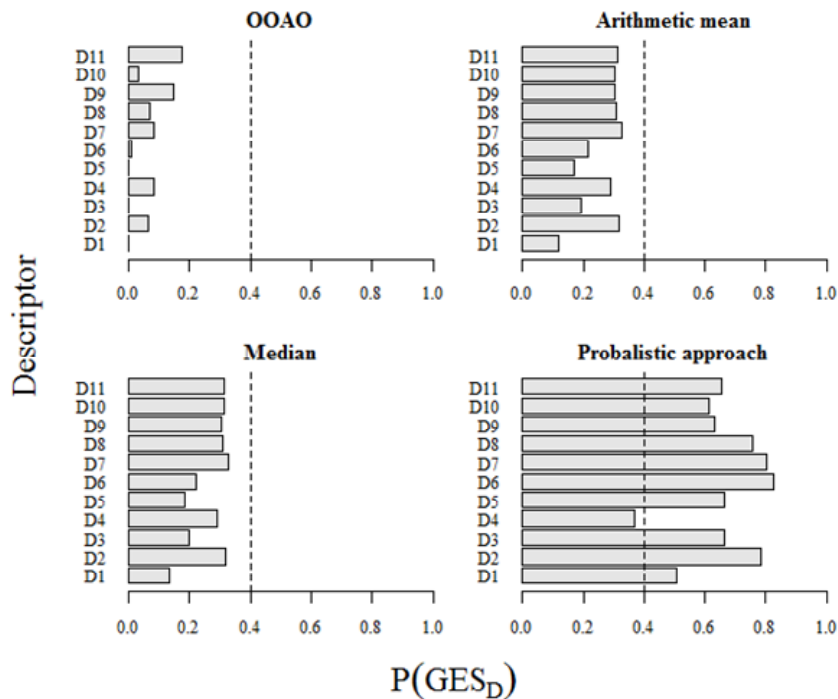 OOAO
D11
D10
D9
D8
D7
D6
D5
D4
D3
D2
D1
0.0 0.2 0.4 0.6 0.8 1.0
Arithmetic mean
D11
D10
D9
D8
D7
D6
D5
D4
D3
D2
D1
0.0 0.2 0.4 0.6 0.8 1.0
Descriptor
Median
D11
D10
D9
D8
D7
D6
D5
D4
D3
D2
D1
0.0 0.2 0.4 0.6 0.8 1.0
Probalistic approach
D11
D10
D9
D8
D7
D6
D5
D4
D3
D2
D1
0.0 0.2 0.4 0.6 0.8 1.0
P(GES_D)